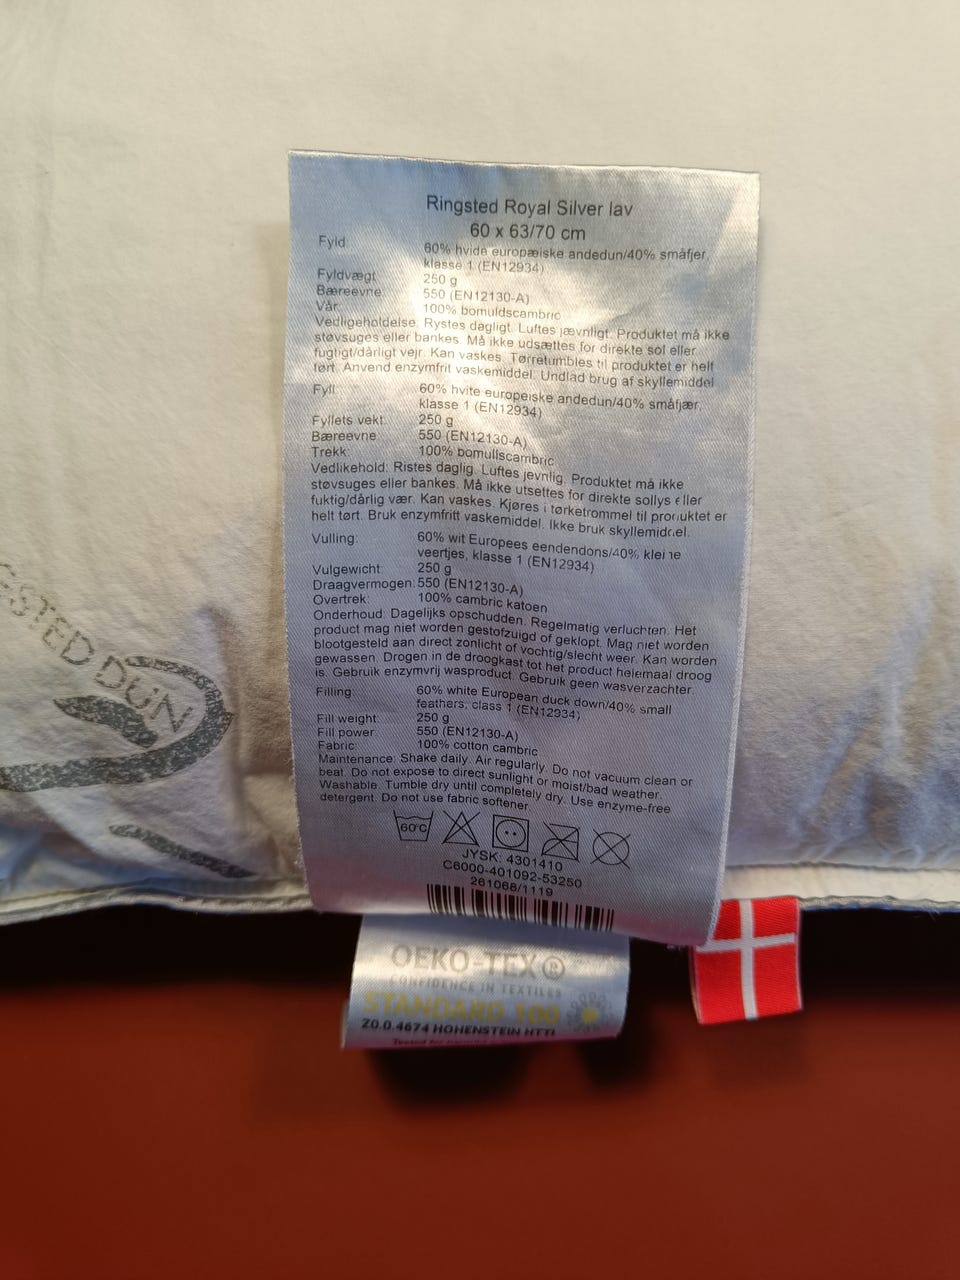 Ringsted Royal Silver lav
60 x 63/70 cm
Fyld: 60% hvide europæiske andedun/40% småfjer,
klasse 1 (EN12934)
Fyldvægt: 250 g
Bæreevne: 550 (EN12130-A)
Vår: 100% bomuldscambric
Vedligeholdelse: Rystes dagligt. Luftes jævnligt. Produktet må ikke
støvsuges eller bankes. Må ikke udsættes for direkte sol eller
fugtigt/dårligt vejr. Kan vaskes. Tørretumbles til produktet er helt
tørt. Anvend enzymfrit vaskemiddel. Undlad brug af skyllemiddel
Fyll: 60% hvite europeiske andedun/40% småfjær,
klasse 1 (EN12934)
Fyllets vekt: 250 g
Bæreevne: 550 (EN12130-A)
Trekk: 100% bomullscambric
Vedlikehold: Ristes daglig. Luftes jevnlig. Produktet må ikke
støvsuges eller bankes. Må ikke utsettes for direkte sollys eller
fuktig/dårlig vær. Kan vaskes. Kjøres i tørketrommel til produktet er
helt tørt. Bruk enzymfritt vaskemiddel. Ikke bruk skyllemiddel.
Vulling: 60% wit Europees eendendons/40% kleine
veertjes, klasse 1 (EN12934)
Vulgewicht: 250 g
Draagvermogen: 550 (EN12130-A)
Overtrek: 100% cambric katoen
Onderhoud: Dagelijks opschudden. Regelmatig verluchten. Het
product mag niet worden gestofzuigd of geklopt. Mag niet worden
blootgesteld aan direct zonlicht of vochtig/slecht weer. Kan worden
gewassen. Drogen in de droogkast tot het product helemaal droog
is. Gebruik enzymvrij wasproduct. Gebruik geen wasverzachter.
Filling: 60% white European duck down/40% small
feathers, class 1 (EN12934)
Fill weight: 250 g
Fill power: 550 (EN12130-A)
Fabric: 100% cotton cambric
Maintenance: Shake daily. Air regularly. Do not vacuum clean or
beat. Do not expose to direct sunlight or moist/bad weather.
Washable. Tumble dry until completely dry. Use enzyme-free
detergent. Do not use fabric softener.
60°C
JYSK: 4301410
C6000-401092-53250
261068/1119
OEKO-TEX®
CONFIDENCE IN TEXTILES
STANDARD 100
Z0.0.4674 HOHENSTEIN HTTI
Tested for harmful
GSTED DUN